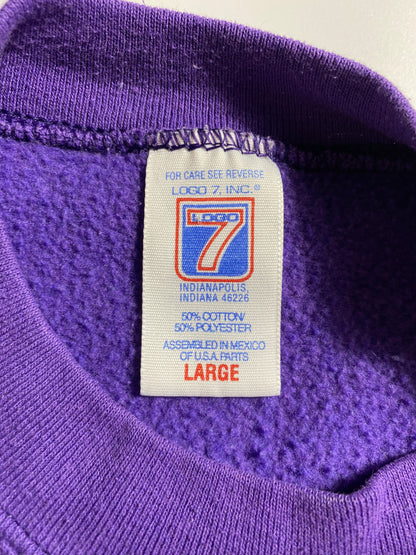 FOR CARE SEE REVERSE
LOGO 7, INC.®
LOGO
7
INDIANAPOLIS,
INDIANA 46226
50% COTTON/
50% POLYESTER
ASSEMBLED IN MEXICO
OF U.S.A. PARTS
LARGE